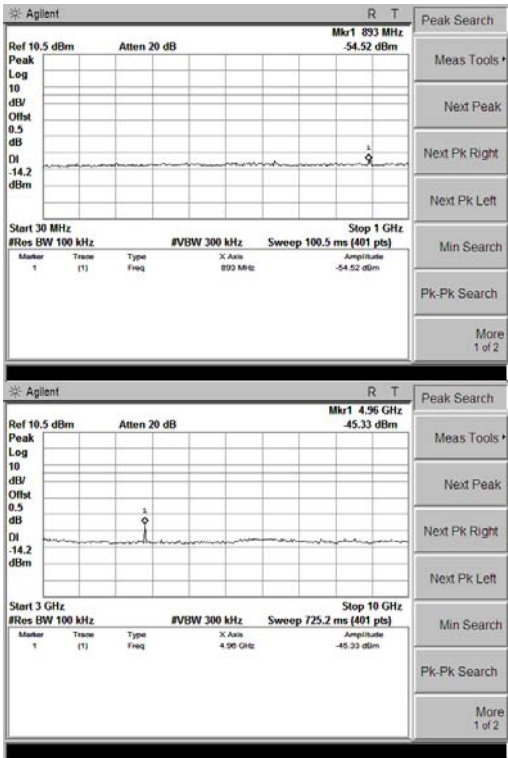 Agilent R T
Peak Search
Mkr1 893 MHz
Ref 10.5 dBm Atten 20 dB -54.52 dBm
Peak
Log
10
dB/
Offst
0.5
dB
DI
-14.2
dBm
1
Start 30 MHz Stop 1 GHz
#Res BW 100 kHz #VBW 300 kHz Sweep 100.5 ms (401 pts)
Marker Trace Type X Axis Amplitude
1 (1) Freq 893 MHz -54.52 dBm
Meas Tools
Next Peak
Next Pk Right
Next Pk Left
Min Search
Pk-Pk Search
More
1 of 2
Agilent R T
Peak Search
Mkr1 4.96 GHz
Ref 10.5 dBm Atten 20 dB -45.33 dBm
Peak
Log
10
dB/
Offst
0.5
dB
DI
-14.2
dBm
1
Start 3 GHz Stop 10 GHz
#Res BW 100 kHz #VBW 300 kHz Sweep 725.2 ms (401 pts)
Marker Trace Type X Axis Amplitude
1 (1) Freq 4.96 GHz -45.33 dBm
Meas Tools
Next Peak
Next Pk Right
Next Pk Left
Min Search
Pk-Pk Search
More
1 of 2